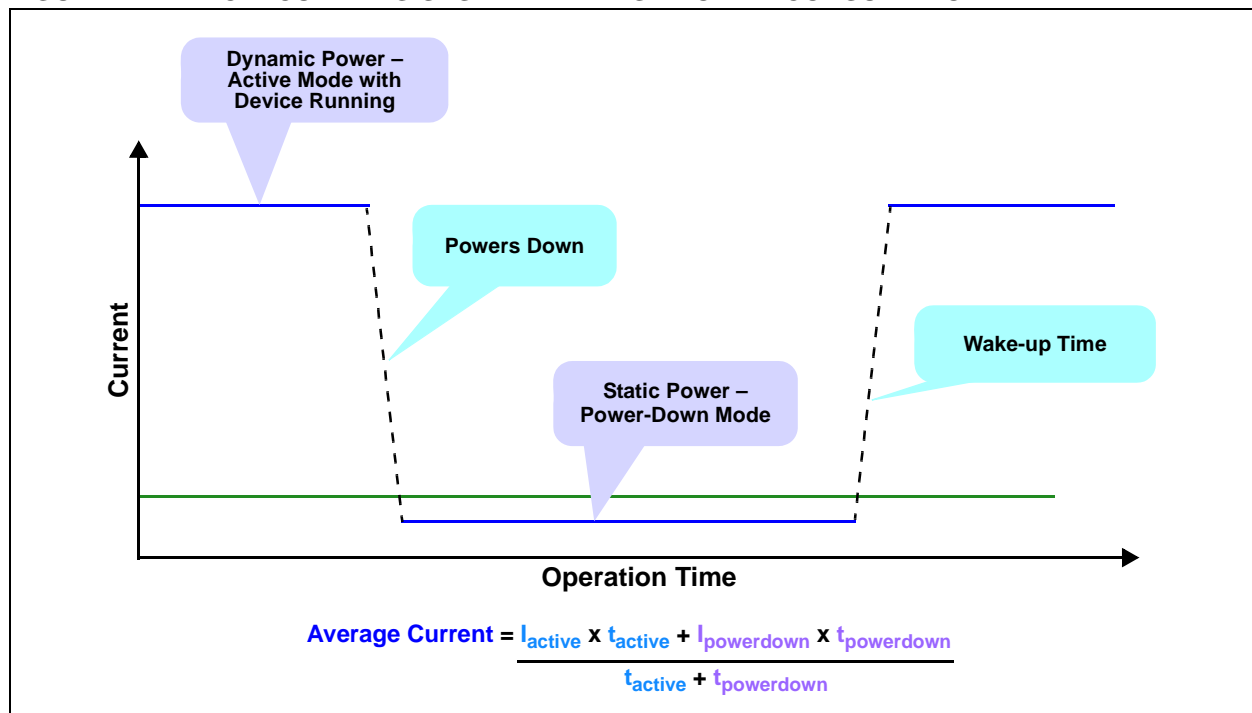 Dynamic Power –
Active Mode with
Device Running
Powers Down
Wake-up Time
Static Power –
Power-Down Mode
Current
Operation Time
Average Current = Iactive x tactive + Ipowerdown x tpowerdown
tactive + tpowerdown